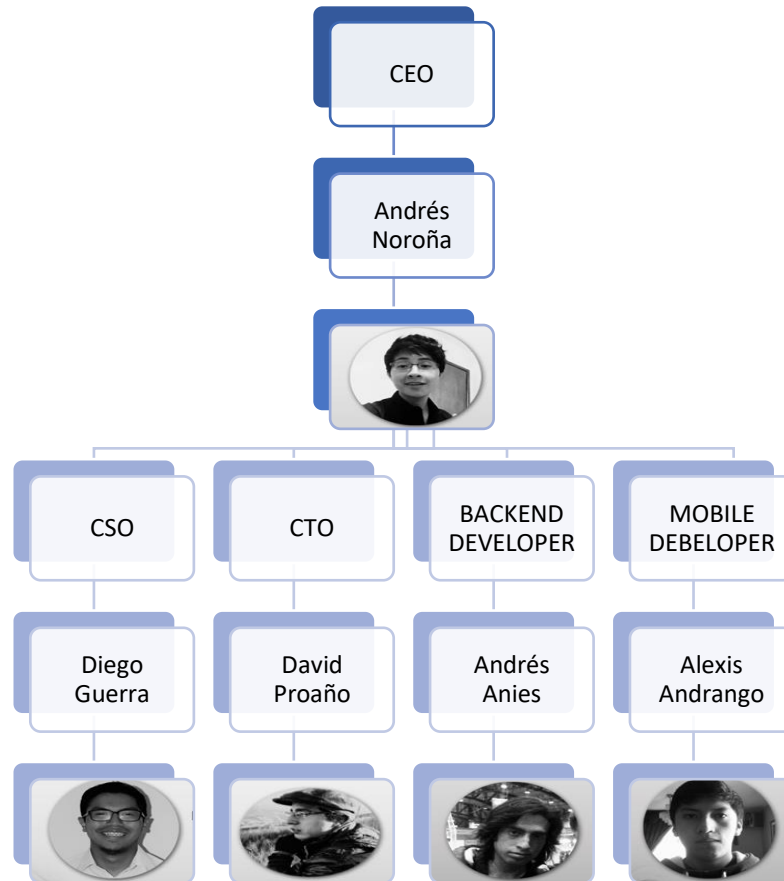 CEO
Andrés
Noroña
CSO
CTO
BACKEND
DEVELOPER
MOBILE
DEBELOPER
Diego
Guerra
David
Proaño
Andrés
Anies
Alexis
Andrango